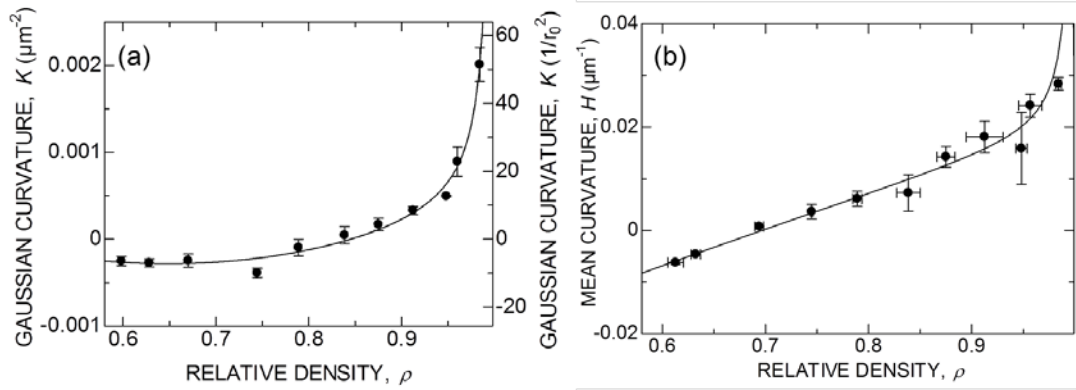 (a)
GAUSSIAN CURVATURE, K (μm⁻²)
0.002
0.001
0
-0.001
0.6 0.7 0.8 0.9
RELATIVE DENSITY, ρ
60
40
20
0
-20
GAUSSIAN CURVATURE, K (1/r₀²)
(b)
MEAN CURVATURE, H (μm⁻¹)
0.04
0.02
0
-0.02
0.6 0.7 0.8 0.9
RELATIVE DENSITY, ρ